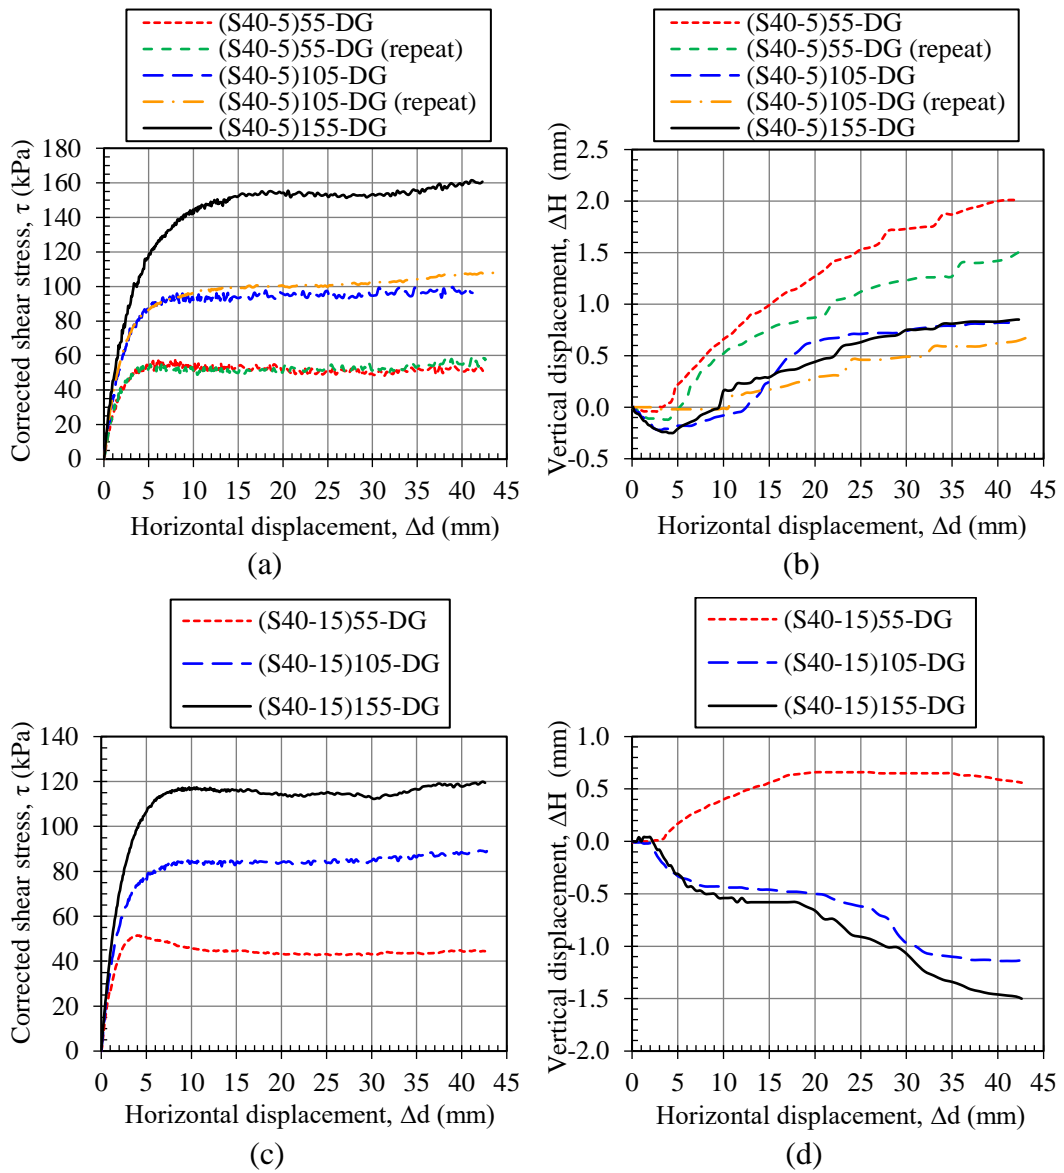 (S40-5)55-DG
(S40-5)55-DG (repeat)
(S40-5)105-DG
(S40-5)105-DG (repeat)
(S40-5)155-DG
Corrected shear stress, τ (kPa)
180
160
140
120
100
80
60
40
20
0
0 5 10 15 20 25 30 35 40 45
Horizontal displacement, Δd (mm)
(a)
(S40-5)55-DG
(S40-5)55-DG (repeat)
(S40-5)105-DG
(S40-5)105-DG (repeat)
(S40-5)155-DG
Vertical displacement, ΔH (mm)
2.5
2.0
1.5
1.0
0.5
0.0
-0.5
0 5 10 15 20 25 30 35 40 45
Horizontal displacement, Δd (mm)
(b)
(S40-15)55-DG
(S40-15)105-DG
(S40-15)155-DG
Corrected shear stress, τ (kPa)
140
120
100
80
60
40
20
0
0 5 10 15 20 25 30 35 40 45
Horizontal displacement, Δd (mm)
(c)
(S40-15)55-DG
(S40-15)105-DG
(S40-15)155-DG
Vertical displacement, ΔH (mm)
1.0
0.5
0.0
-0.5
-1.0
-1.5
-2.0
0 5 10 15 20 25 30 35 40 45
Horizontal displacement, Δd (mm)
(d)